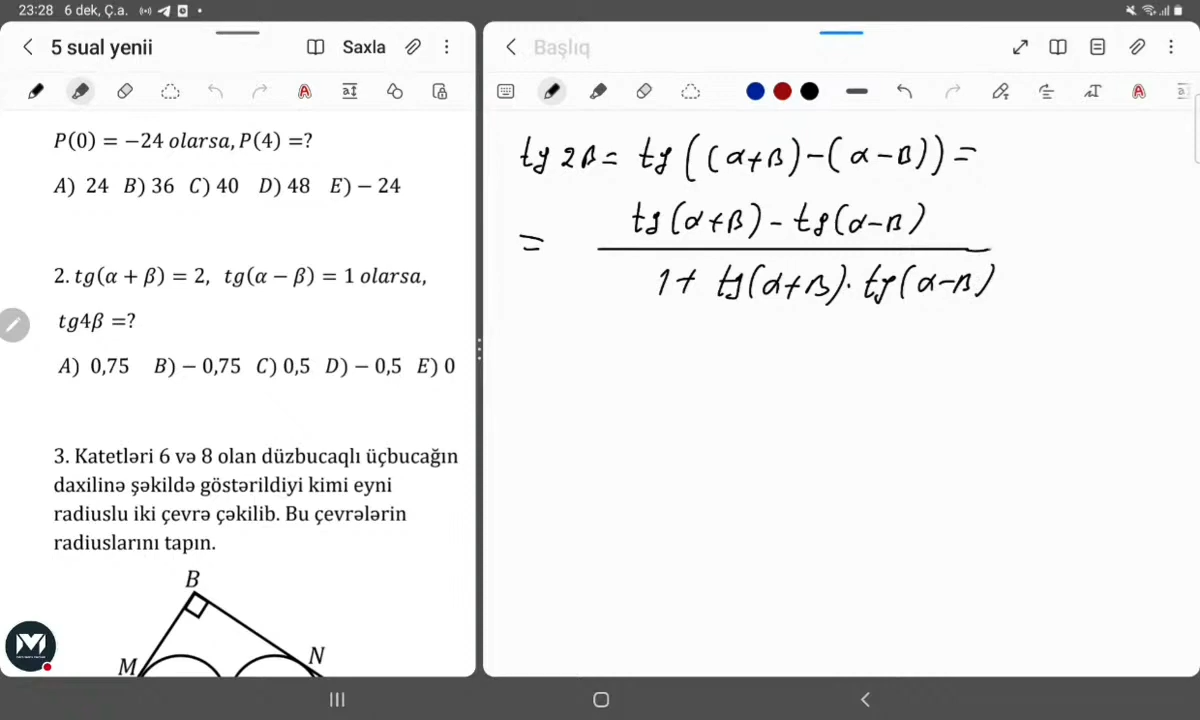 23:28 6 dek, Ç.a.
5 sual yenii
Saxla
P(0) = −24 olarsa, P(4) =?
A) 24 B) 36 C) 40 D) 48 E) − 24
2. tg(α + β) = 2, tg(α − β) = 1 olarsa,
tg4β =?
A) 0,75 B) − 0,75 C) 0,5 D) − 0,5 E) 0
3. Katetləri 6 və 8 olan düzbucaqlı üçbucağın
daxilinə şəkildə göstərildiyi kimi eyni
radiuslu iki çevrə çəkilib. Bu çevrələrin
radiuslarını tapın.
B
M
N
Başlıq
tg 2β = tg((α+β)−(α−β)) =
= tg(α+β) − tg(α−β)
1 + tg(α+β)· tg(α−β)